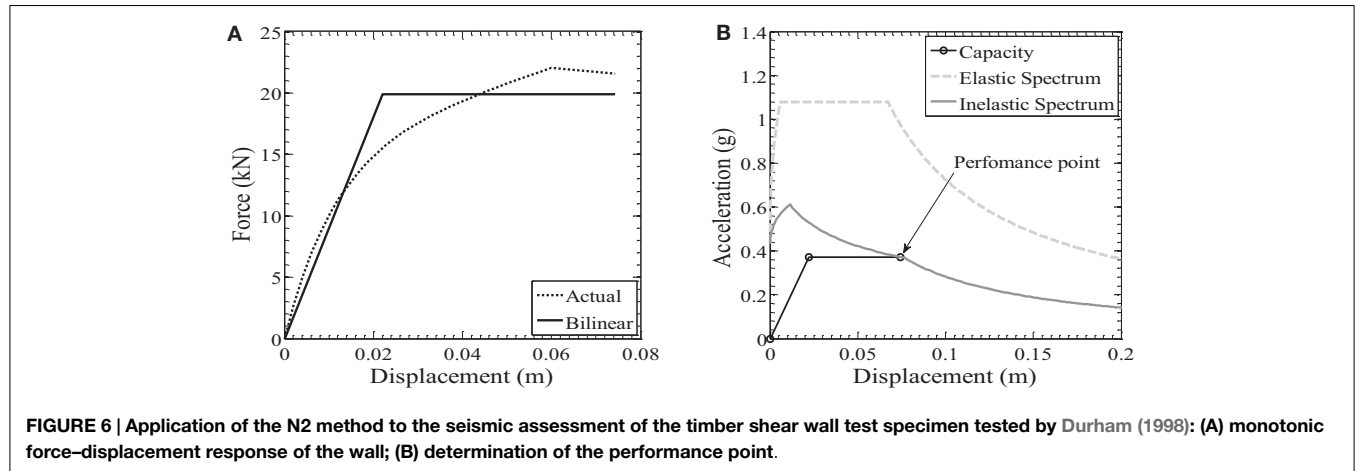 A
25
20
15
10
5
0
Force (kN)
0
0.02
0.04
0.06
0.08
Displacement (m)
Actual
Bilinear
B
1.4
1.2
1
0.8
0.6
0.4
0.2
0
Acceleration (g)
0
0.05
0.1
0.15
0.2
Displacement (m)
Capacity
Elastic Spectrum
Inelastic Spectrum
Perfomance point
FIGURE 6 | Application of the N2 method to the seismic assessment of the timber shear wall test specimen tested by Durham (1998): (A) monotonic
force–displacement response of the wall; (B) determination of the performance point.